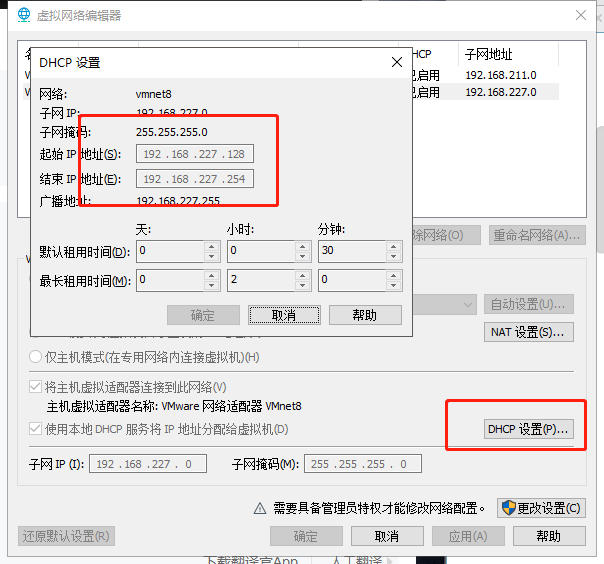 虚拟网络编辑器
DHCP 子网地址
已启用 192.168.211.0
已启用 192.168.227.0
DHCP 设置
网络: vmnet8
子网 IP: 192.168.227.0
子网掩码: 255.255.255.0
起始 IP 地址(S): 192 . 168 . 227 . 128
结束 IP 地址(E): 192 . 168 . 227 . 254
广播地址: 192.168.227.255
天: 小时: 分钟:
默认租用时间(D): 0 0 30
最长租用时间(M): 0 2 0
确定 取消 帮助
除网络(O) 重命名网络(A)...
自动设置(U)...
NAT 设置(S)...
仅主机模式(在专用网络内连接虚拟机)(H)
将主机虚拟适配器连接到此网络(V)
主机虚拟适配器名称: VMware 网络适配器 VMnet8
使用本地 DHCP 服务将 IP 地址分配给虚拟机(D)
DHCP 设置(P)...
子网 IP (I): 192 . 168 . 227 . 0 子网掩码(M): 255 . 255 . 255 . 0
需要具备管理员特权才能修改网络配置。 更改设置(C)
还原默认设置(R) 确定 取消 应用(A) 帮助
下载翻译官App 人工翻译